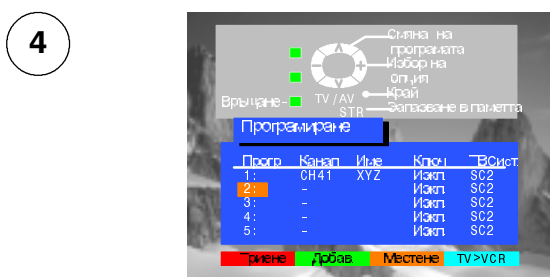 4
Смяна на
програмата
Избор на
опция
TV/AV
Край
Връщане
STR
Запазване в паметта
Програмиране
Прогр Канал Име Ключ ТВСист.
1: CH41 XYZ Изкл. SC2
2: - Изкл. SC2
3: - Изкл. SC2
4: - Изкл. SC2
5: - Изкл. SC2
Триене Добав. Местене TV>VCR